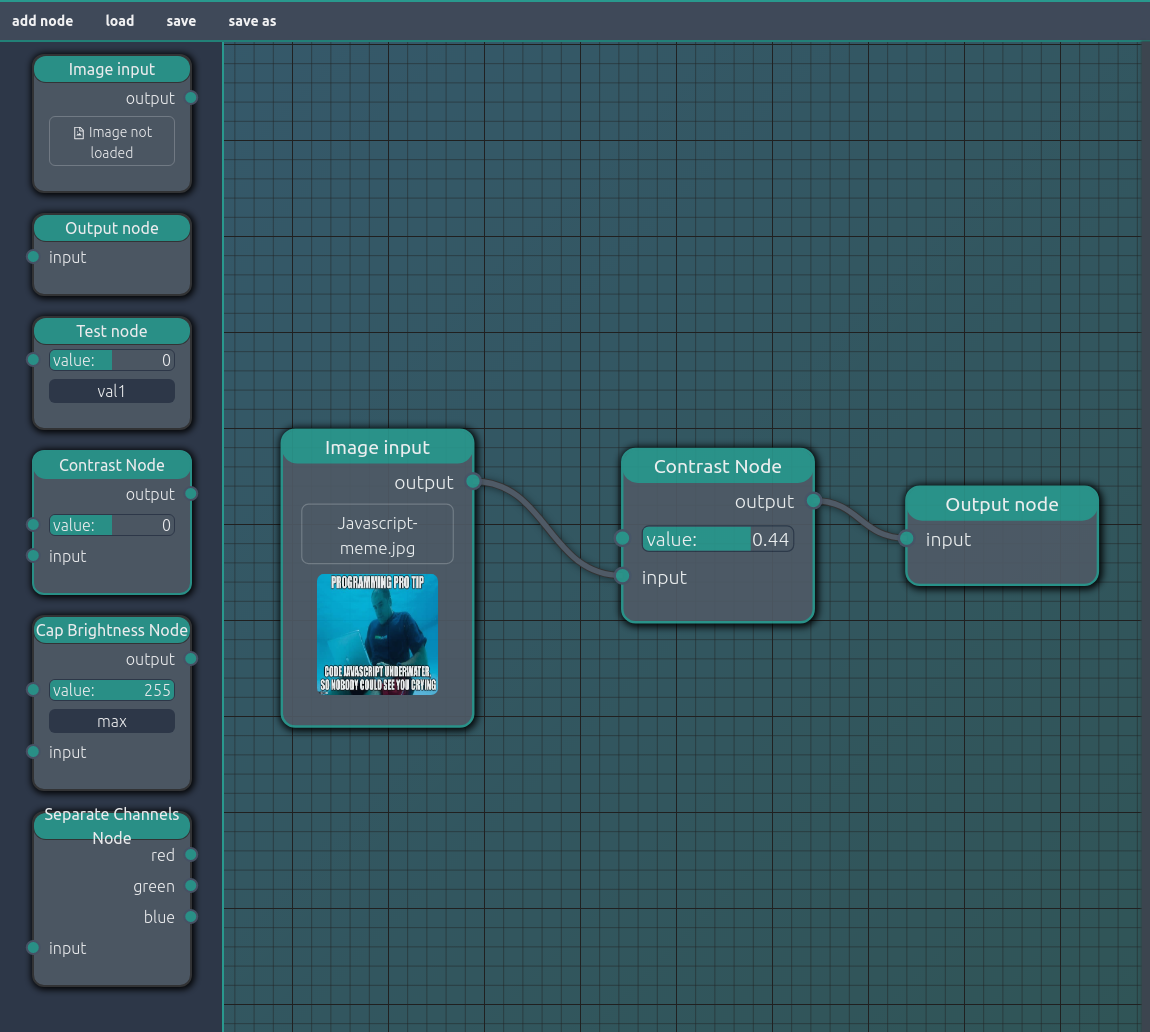 add node load save save as
Image input
output
Image not
loaded
Output node
input
Test node
value: 0
val1
Contrast Node
output
value: 0
input
Cap Brightness Node
output
value: 255
max
input
Separate Channels
Node
red
green
blue
input
Image input
output
Javascript-
meme.jpg
PROGRAMMING PRO TIP
CODE JAVASCRIPT UNDERWATER
SO NOBODY COULD SEE YOU CRYING
Contrast Node
output
value: 0.44
input
Output node
input